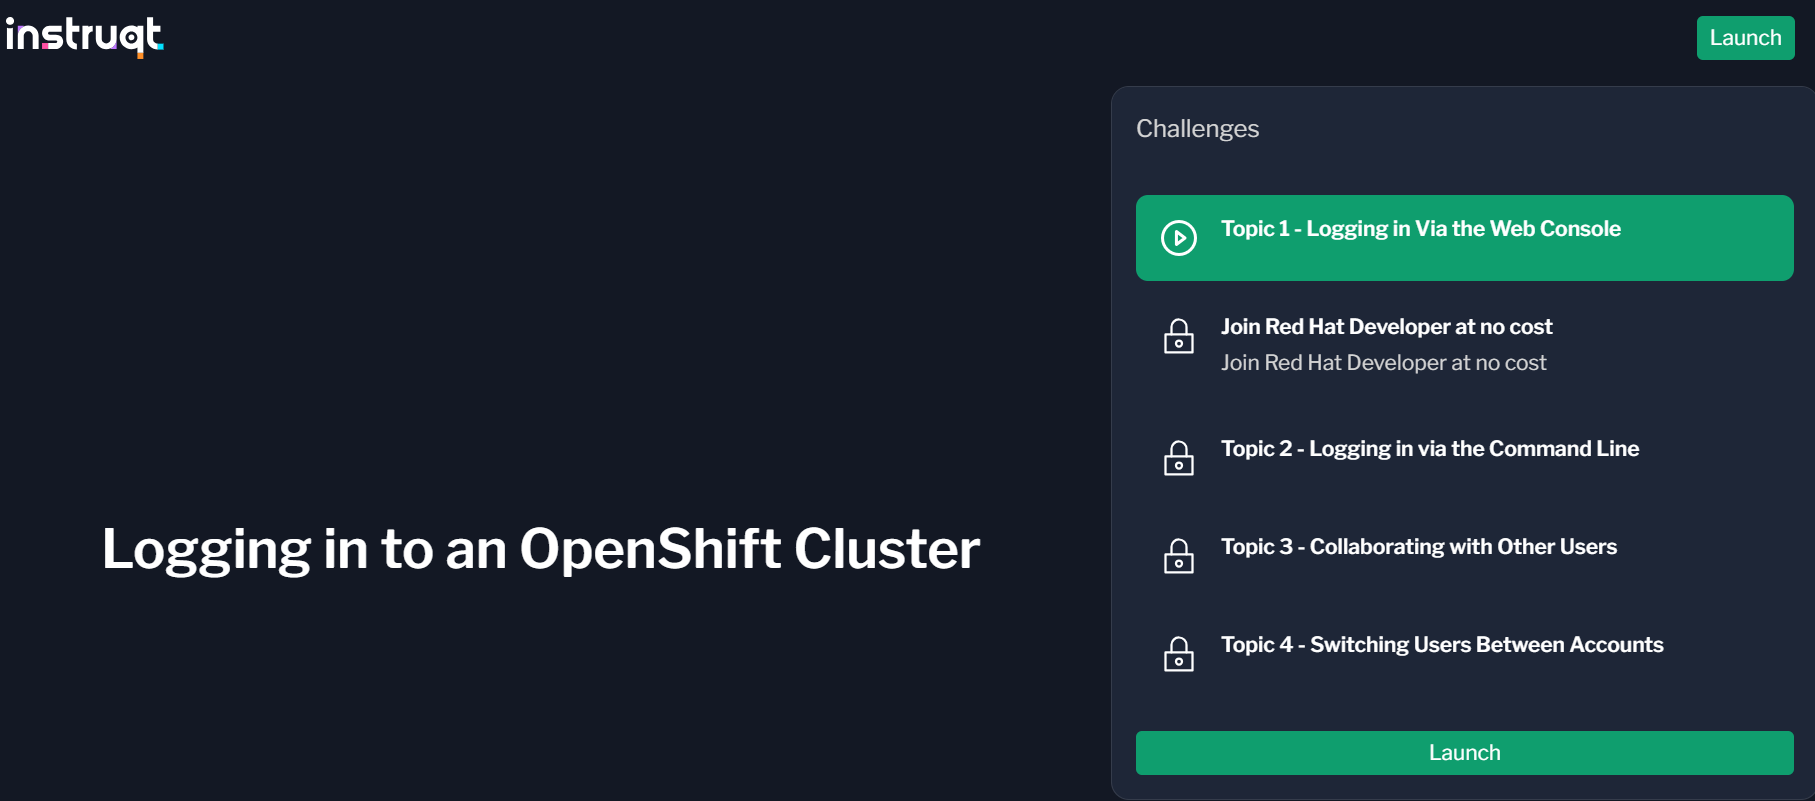 instruqt
Launch
Challenges
Topic 1 - Logging in Via the Web Console
Join Red Hat Developer at no cost
Join Red Hat Developer at no cost
Topic 2 - Logging in via the Command Line
Topic 3 - Collaborating with Other Users
Topic 4 - Switching Users Between Accounts
Launch
Logging in to an OpenShift Cluster